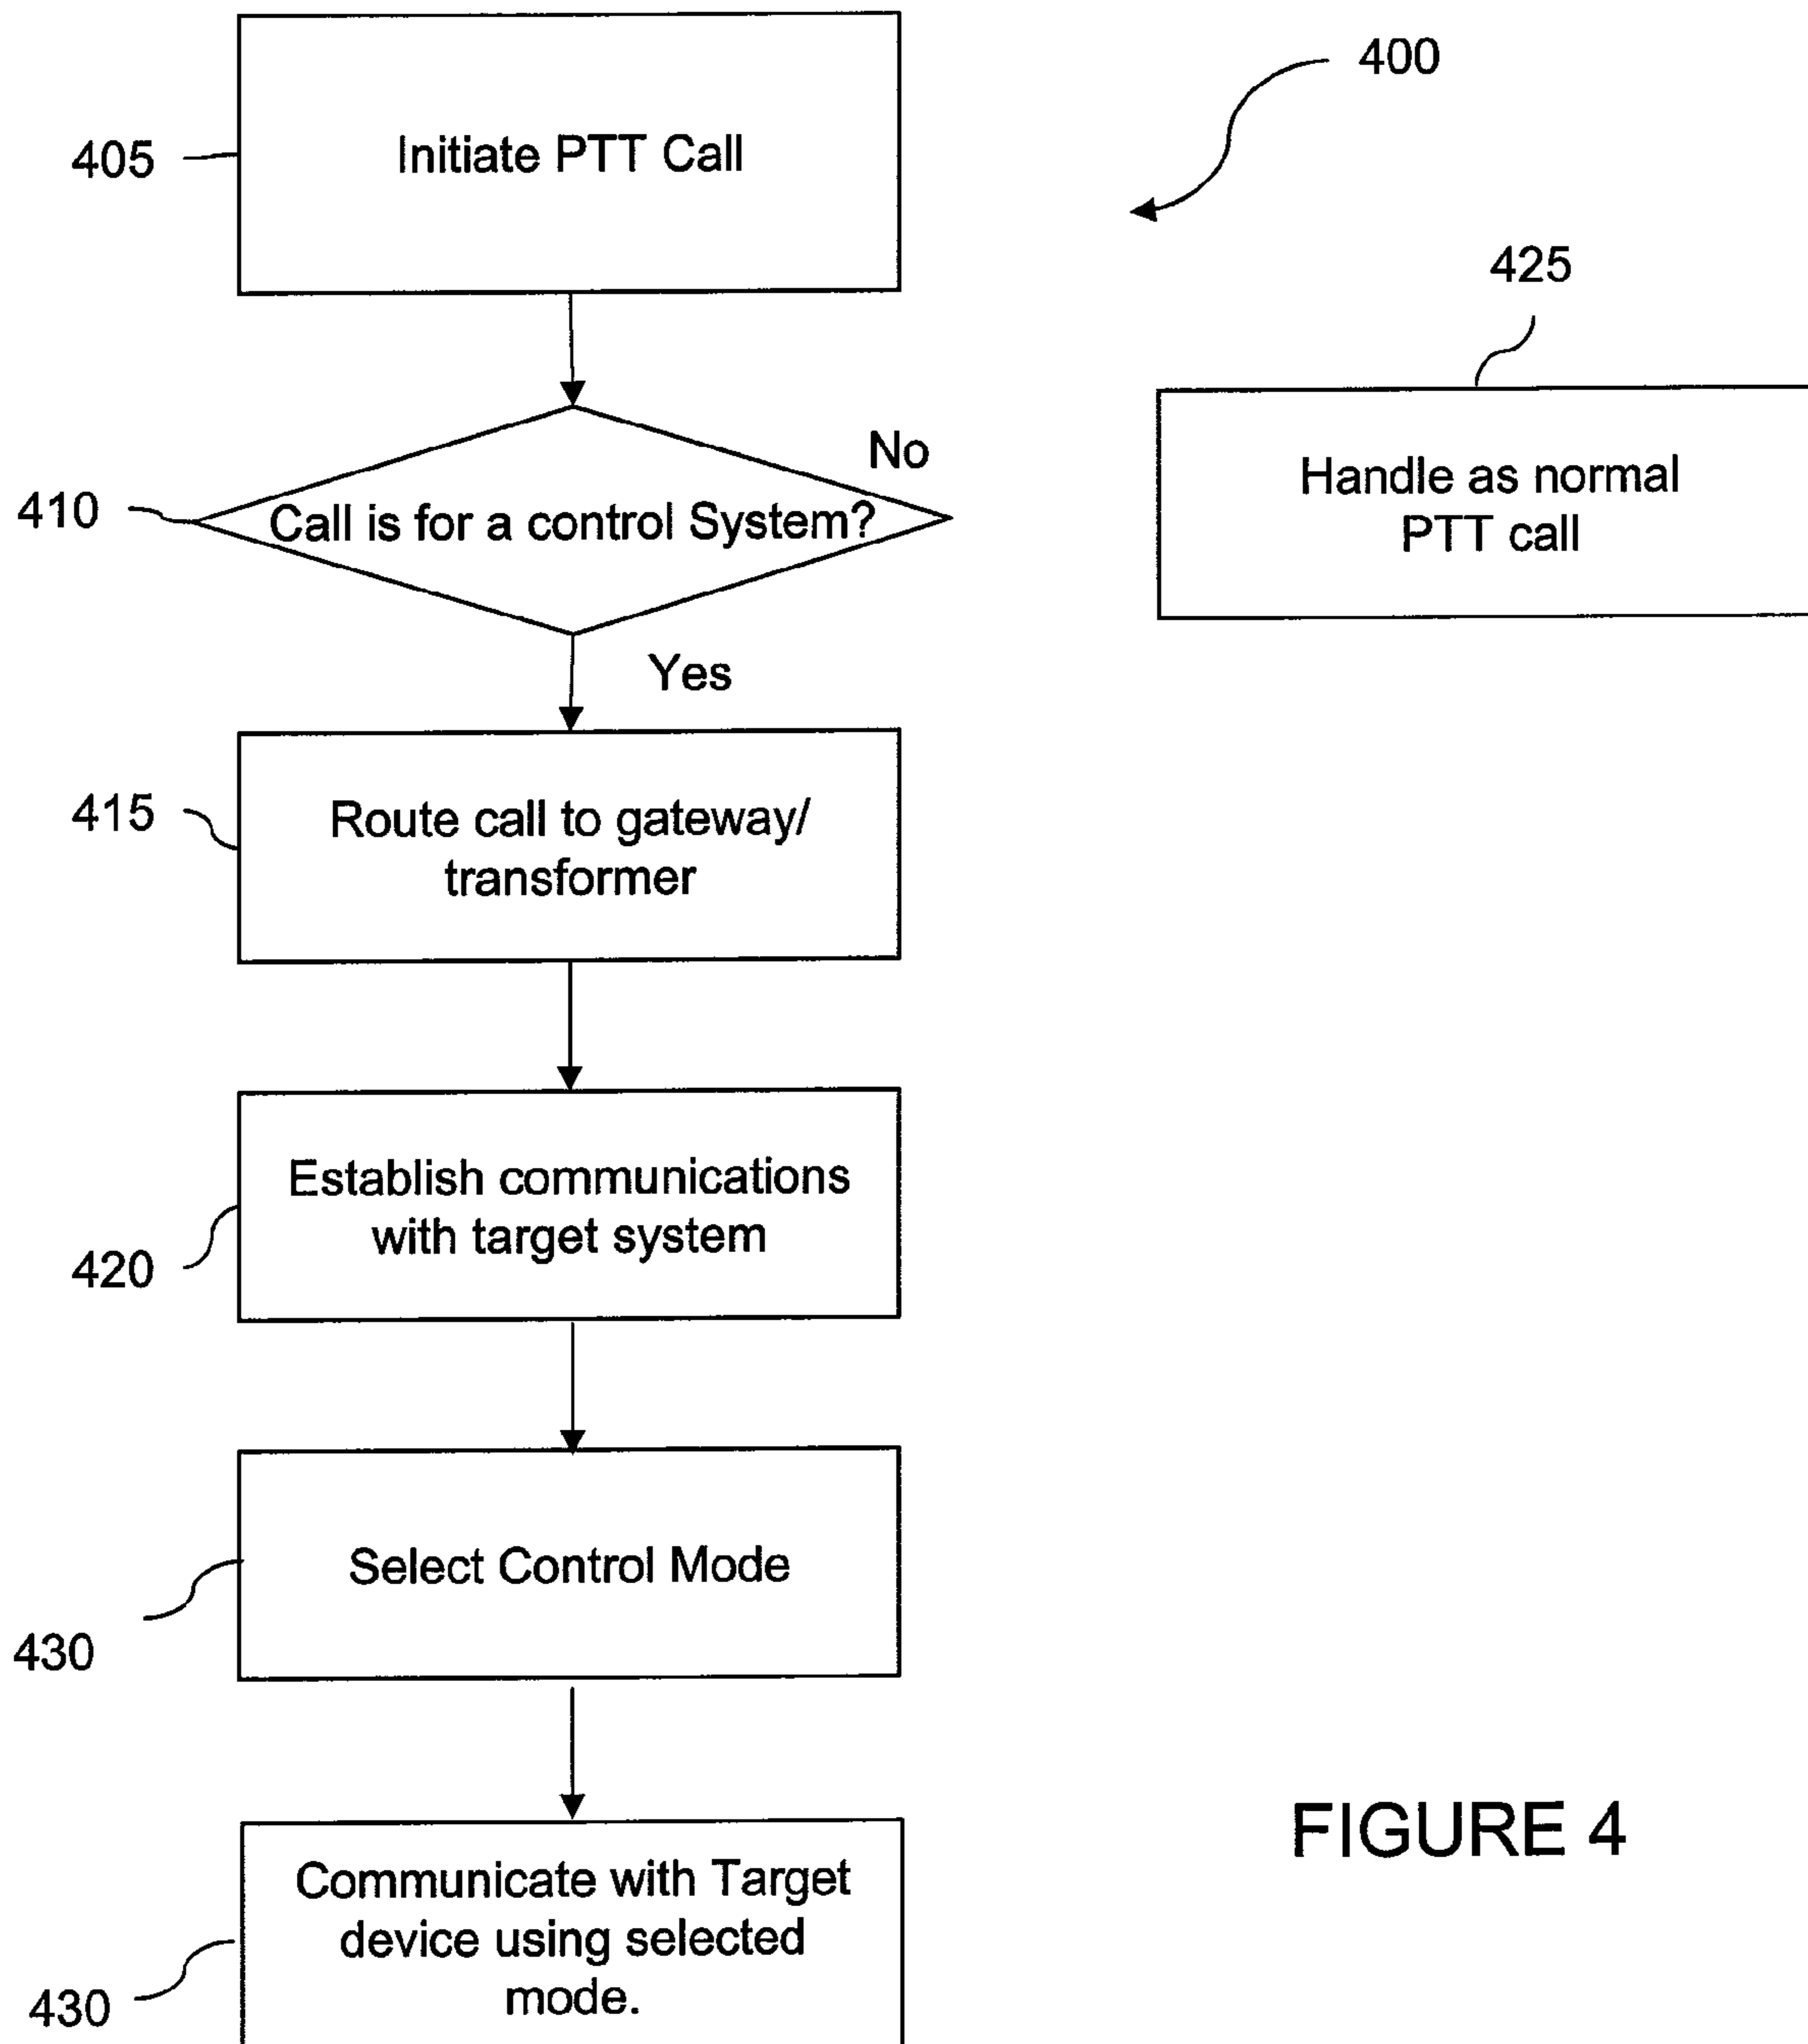 400
405
Initiate PTT Call
425
Handle as normal
PTT call
410
Call is for a control System?
No
Yes
415
Route call to gateway/
transformer
420
Establish communications
with target system
430
Select Control Mode
430
Communicate with Target
device using selected
mode.
FIGURE 4